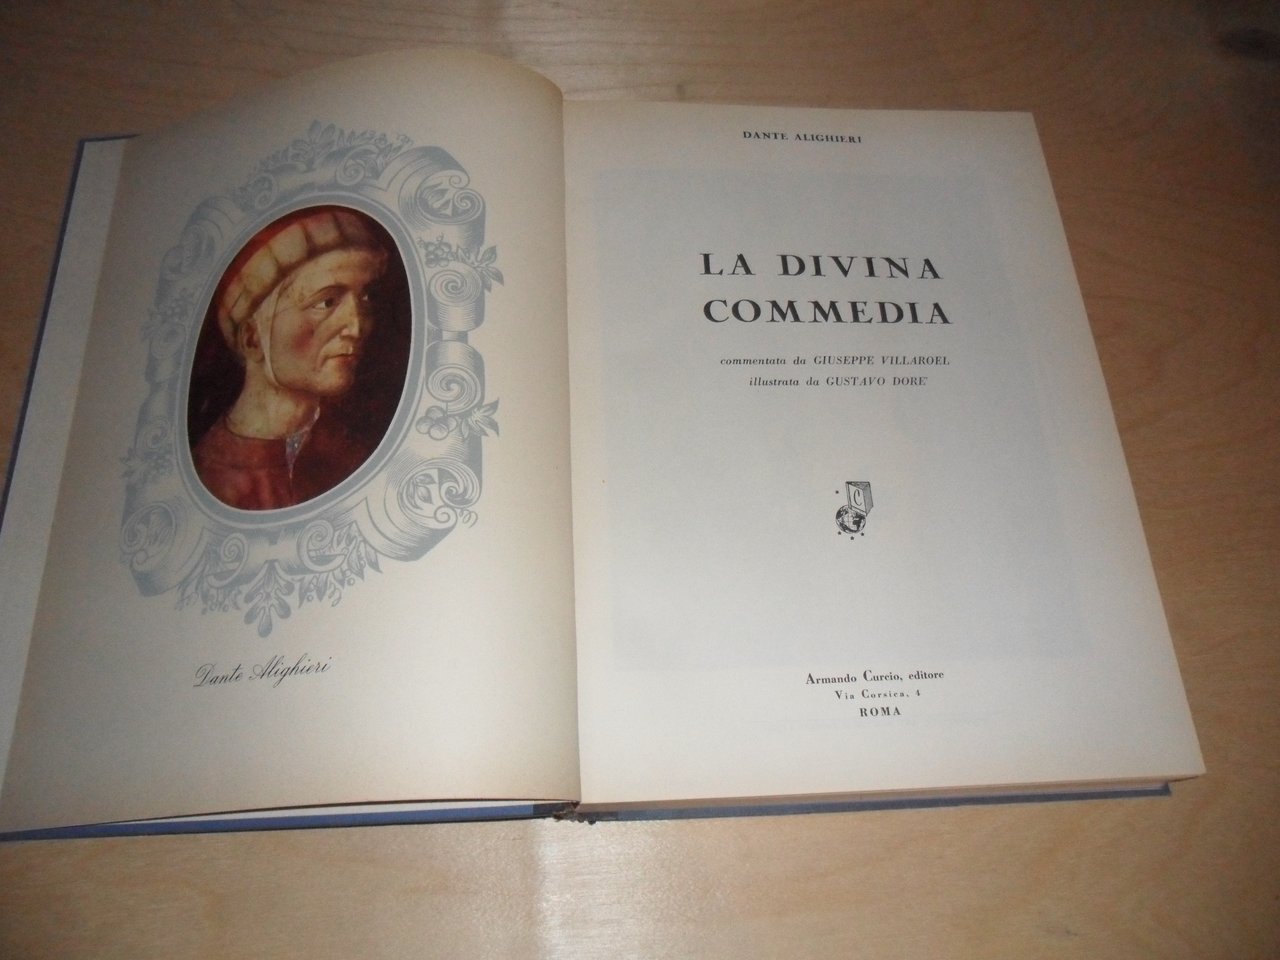 Dante Alighieri
DANTE ALIGHIERI
LA DIVINA
COMMEDIA
commentata da GIUSEPPE VILLAROEL
illustrata da GUSTAVO DORE'
C
Armando Curcio, editore
Via Corsica, 4
ROMA